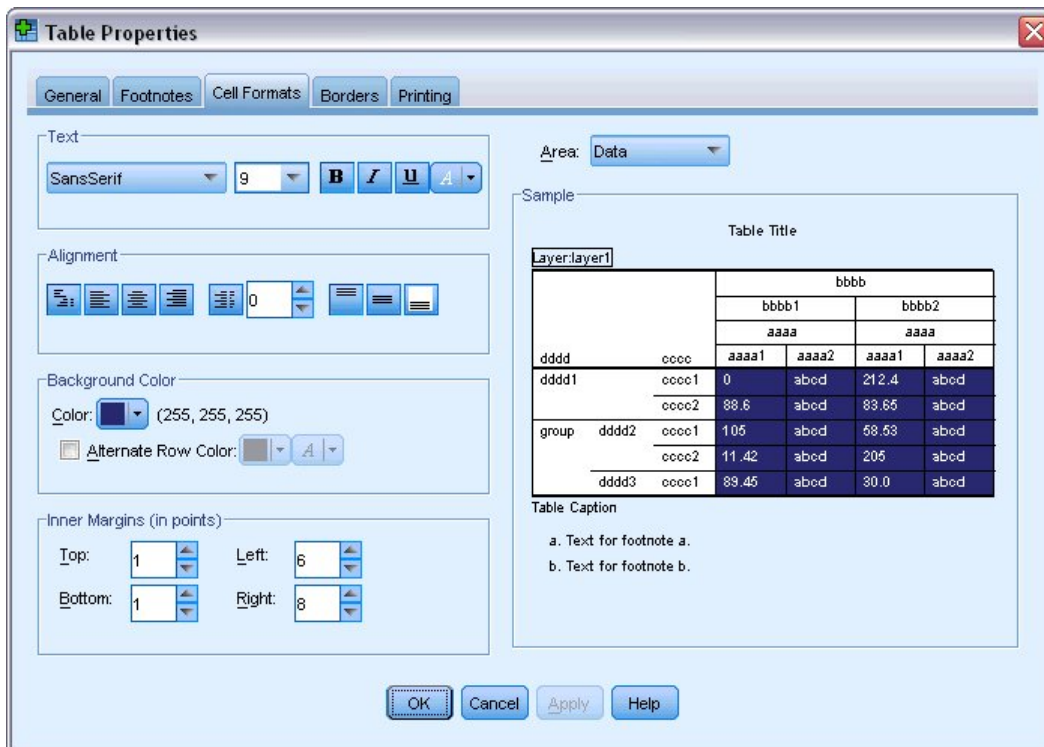 Table Properties
General Footnotes Cell Formats Borders Printing
Text
SansSerif 9 B I U A
Area: Data
Sample
Table Title
Layer:layer1
bbbb
bbbb1 bbbb2
aaaa aaaa
dddd cccc aaaa1 aaaa2 aaaa1 aaaa2
dddd1 cccc1 0 abcd 212.4 abcd
cccc2 88.6 abcd 83.65 abcd
group dddd2 cccc1 105 abcd 58.53 abcd
cccc2 11.42 abcd 205 abcd
dddd3 cccc1 89.45 abcd 30.0 abcd
Table Caption
a. Text for footnote a.
b. Text for footnote b.
Alignment
0
Background Color
Color: (255, 255, 255)
Alternate Row Color: A
Inner Margins (in points)
Top: 1 Left: 6
Bottom: 1 Right: 8
OK Cancel Apply Help